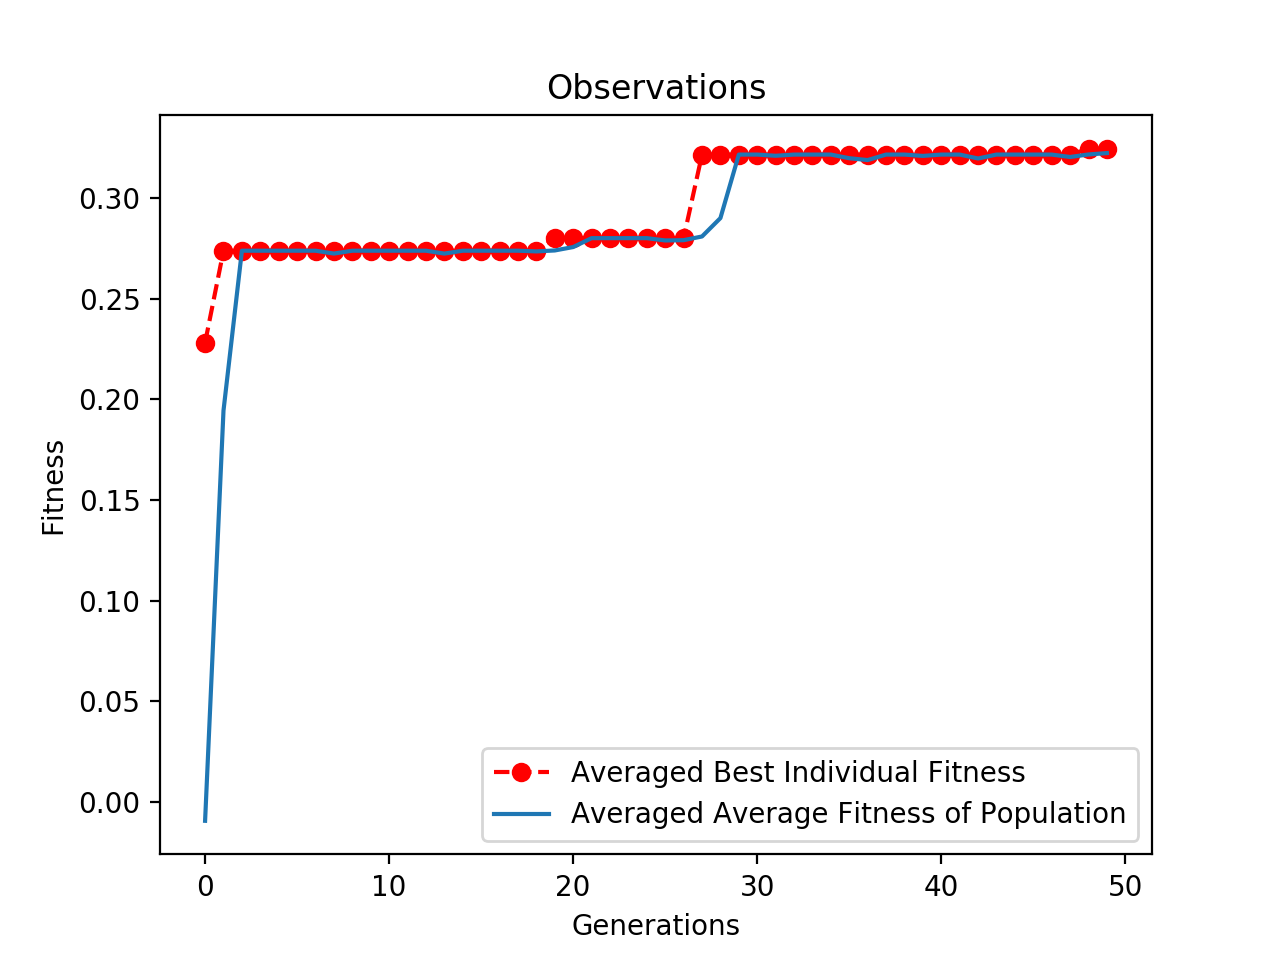 Observations
Fitness
0.30
0.25
0.20
0.15
0.10
0.05
0.00
Averaged Best Individual Fitness
Averaged Average Fitness of Population
0 10 20 30 40 50
Generations